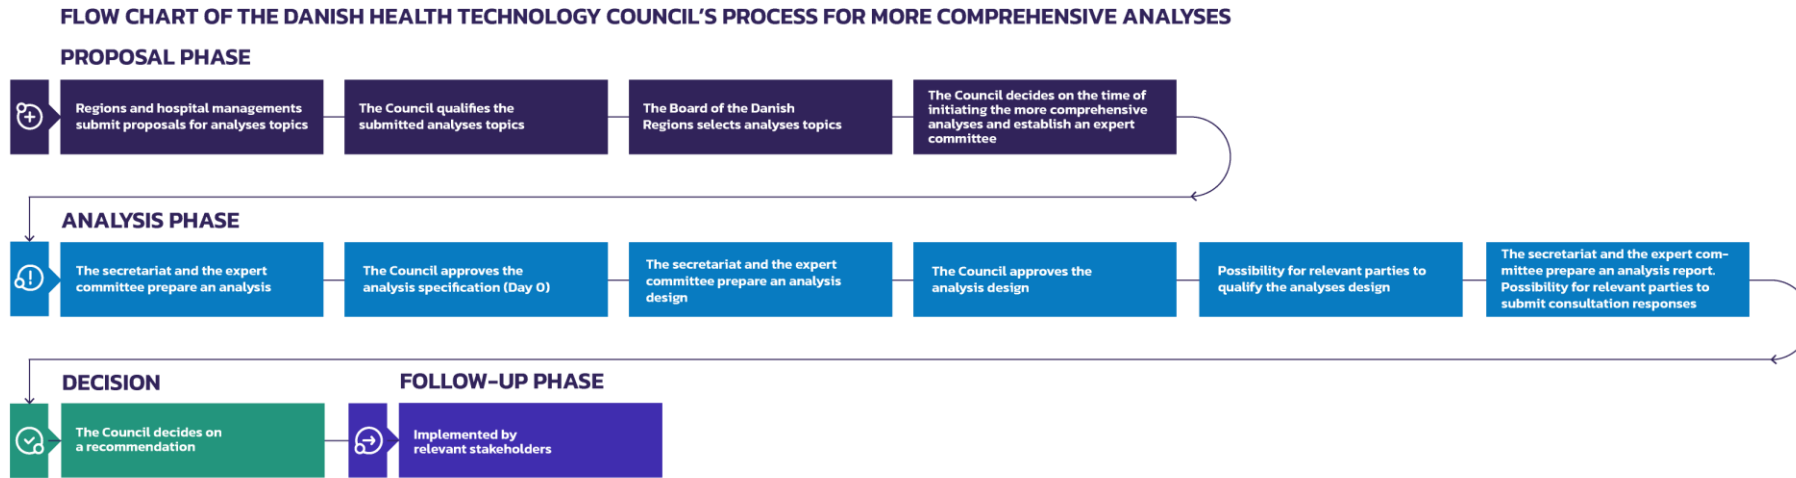 FLOW CHART OF THE DANISH HEALTH TECHNOLOGY COUNCIL'S PROCESS FOR MORE COMPREHENSIVE ANALYSES
PROPOSAL PHASE
Regions and hospital managements
submit proposals for analyses topics
The Council qualifies the
submitted analyses topics
The Board of the Danish
Regions selects analyses topics
The Council decides on the time of
initiating the more comprehensive
analyses and establish an expert
committee
ANALYSIS PHASE
The secretariat and the expert
committee prepare an analysis
The Council approves the
analysis specification (Day 0)
The secretariat and the expert
committee prepare an analysis
design
The Council approves the
analysis design
Possibility for relevant parties to
qualify the analyses design
The secretariat and the expert com-
mittee prepare an analysis report.
Possibility for relevant parties to
submit consultation responses
DECISION
The Council decides on
a recommendation
FOLLOW-UP PHASE
Implemented by
relevant stakeholders